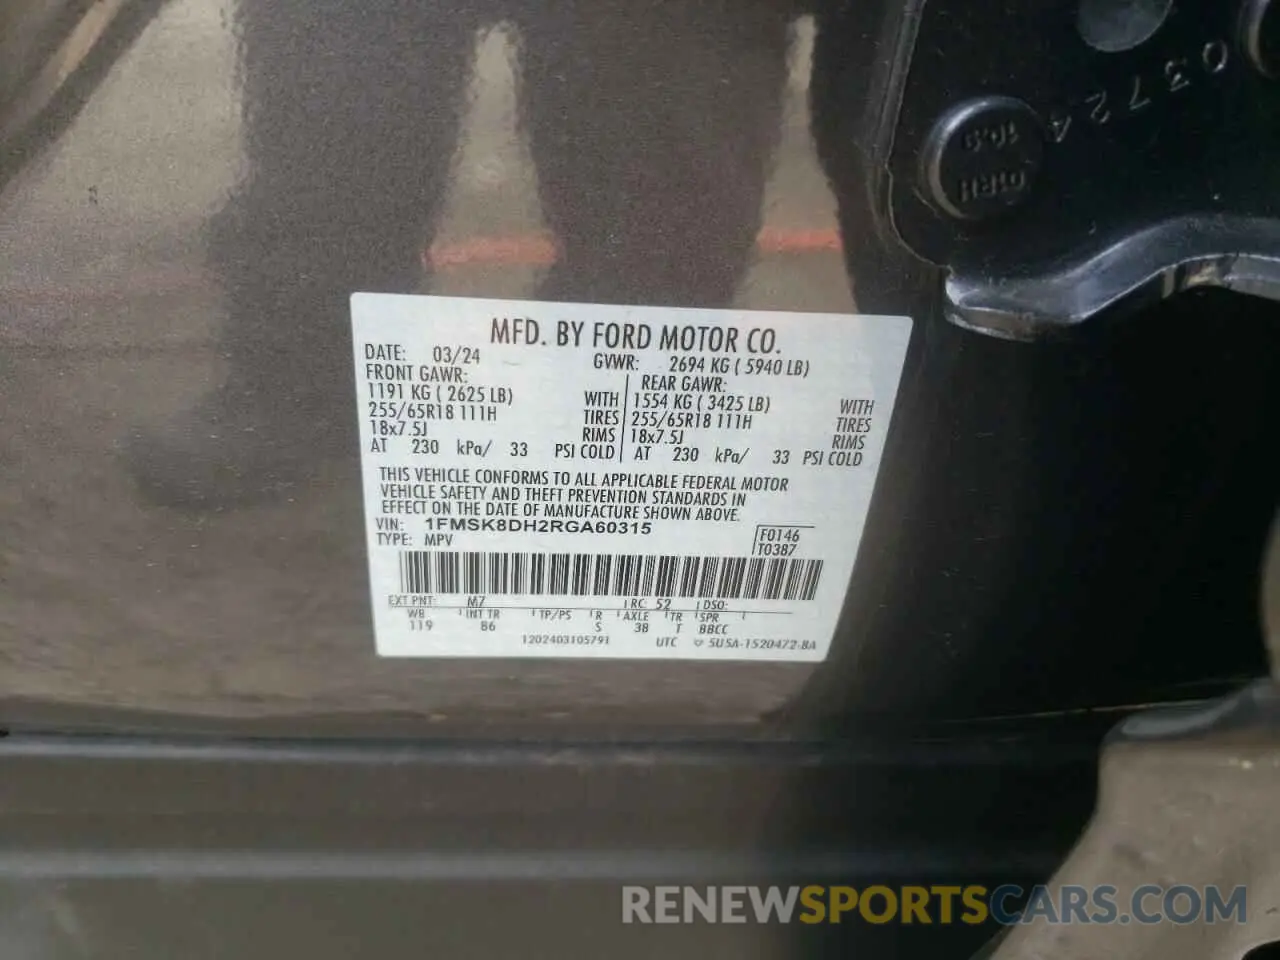 03724
10.9
GRH
MFD. BY FORD MOTOR CO.
DATE: 03/24 GVWR: 2694 KG ( 5940 LB)
FRONT GAWR: REAR GAWR:
1191 KG ( 2625 LB) WITH 1554 KG ( 3425 LB) WITH
255/65R18 111H TIRES 255/65R18 111H TIRES
18x7.5J RIMS 18x7.5J RIMS
AT 230 kPa/ 33 PSI COLD AT 230 kPa/ 33 PSI COLD
THIS VEHICLE CONFORMS TO ALL APPLICABLE FEDERAL MOTOR
VEHICLE SAFETY AND THEFT PREVENTION STANDARDS IN
EFFECT ON THE DATE OF MANUFACTURE SHOWN ABOVE.
VIN: 1FMSK8DH2RGA60315 F0146
TYPE: MPV T0387
EXT PNT: M7 RC: 52 DSO:
WB INT TR TP/PS R AXLE TR SPR
119 86 S 38 T BBCC
1202403105791 UTC 5U5A-1520472-BA
RENEWSPORTSCARS.COM